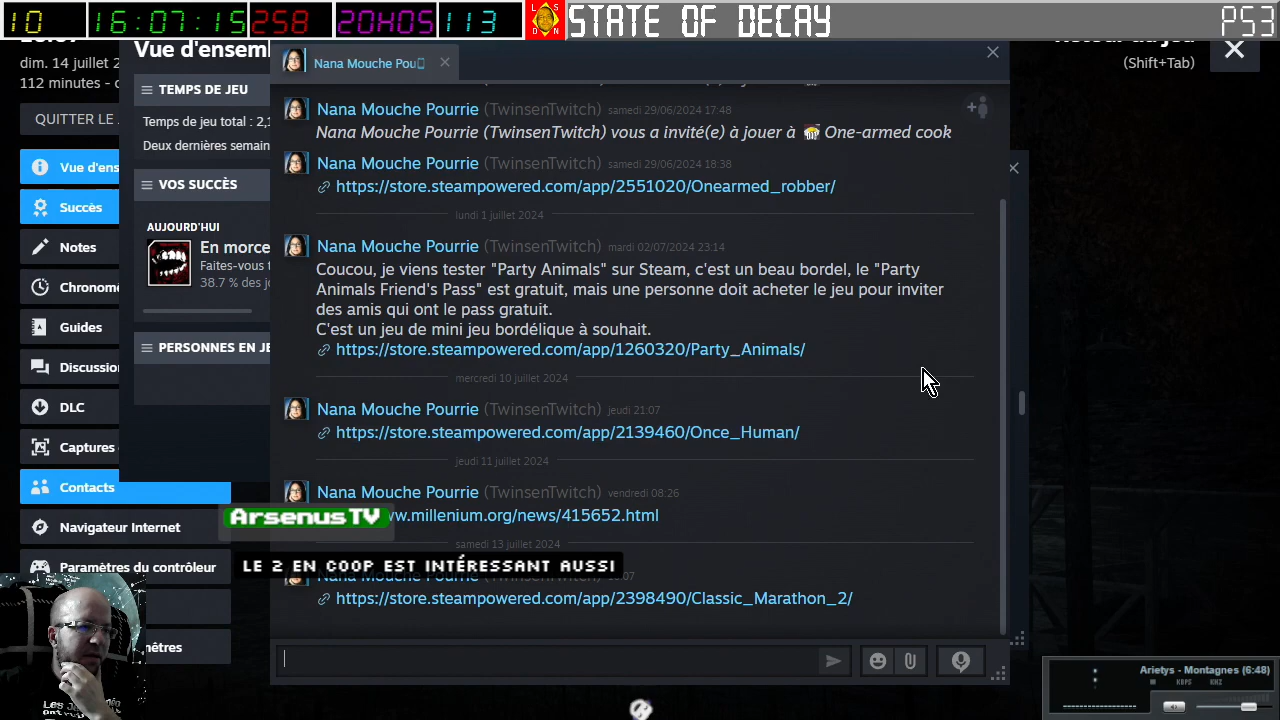 10 16:07:15 258 20H05 113 STATE OF DECAY PS3
dim. 14 juillet 2
112 minutes -
QUITTER LE
Vue d'ens
Succès
Notes
Chronomè
Guides
Discussio
DLC
Captures
Contacts
Navigateur Internet
Paramètres du contrôleur
Vue d'ensem
TEMPS DE JEU
Temps de jeu total : 2,1
Deux dernières semain
VOS SUCCÈS
AUJOURD'HUI
En morce
Faites-vous t
38.7 % des j
PERSONNES EN JE
(Shift+Tab)
Nana Mouche Pou
Nana Mouche Pourrie (TwinsenTwitch) samedi 29/06/2024 17:48
Nana Mouche Pourrie (TwinsenTwitch) vous a invité(e) à jouer à One-armed cook
Nana Mouche Pourrie (TwinsenTwitch) samedi 29/06/2024 18:38
https://store.steampowered.com/app/2551020/Onearmed_robber/
lundi 1 juillet 2024
Nana Mouche Pourrie (TwinsenTwitch) mardi 02/07/2024 23:14
Coucou, je viens tester "Party Animals" sur Steam, c'est un beau bordel, le "Party
Animals Friend's Pass" est gratuit, mais une personne doit acheter le jeu pour inviter
des amis qui ont le pass gratuit.
C'est un jeu de mini jeu bordélique à souhait.
https://store.steampowered.com/app/1260320/Party_Animals/
mercredi 10 juillet 2024
Nana Mouche Pourrie (TwinsenTwitch) jeudi 21:07
https://store.steampowered.com/app/2139460/Once_Human/
jeudi 11 juillet 2024
Nana Mouche Pourrie (TwinsenTwitch) vendredi 08:26
ww.millenium.org/news/415652.html
ArsenusTV
samedi 13 juillet 2024
LE 2 EN COOP EST INTÉRESSANT AUSSI
https://store.steampowered.com/app/2398490/Classic_Marathon_2/
Arietys - Montagnes (6:48)
KBPS KHZ